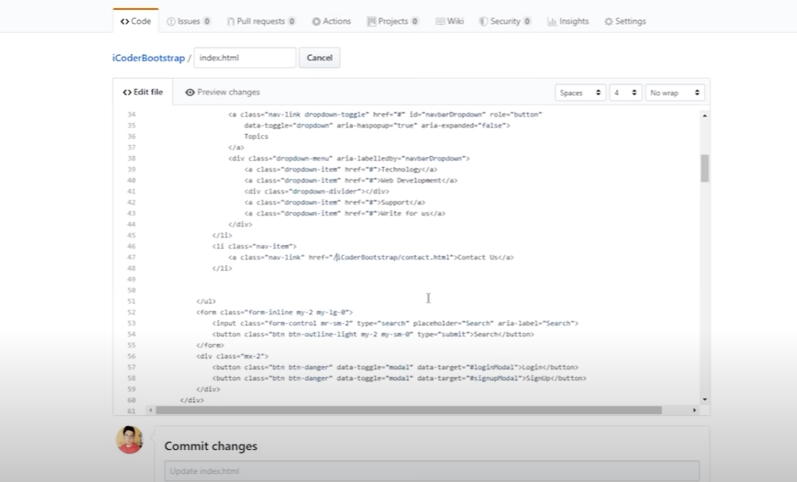 Code Issues 0 Pull requests 0 Actions Projects 0 Wiki Security 0 Insights Settings
iCoderBootstrap / index.html Cancel
Edit file Preview changes Spaces 4 No wrap
34 <a class="nav-link dropdown-toggle" href="#" id="navbarDropdown" role="button"
35 data-toggle="dropdown" aria-haspopup="true" aria-expanded="false">
36 Topics
37 </a>
38 <div class="dropdown-menu" aria-labelledby="navbarDropdown">
39 <a class="dropdown-item" href="#">Technology</a>
40 <a class="dropdown-item" href="#">Web Development</a>
41 <div class="dropdown-divider"></div>
42 <a class="dropdown-item" href="#">Support</a>
43 <a class="dropdown-item" href="#">Write for us</a>
44 </div>
45 </li>
46 <li class="nav-item">
47 <a class="nav-link" href="/iCoderBootstrap/contact.html">Contact Us</a>
48 </li>
49
50
51 </ul>
52 <form class="form-inline my-2 my-lg-0">
53 <input class="form-control mr-sm-2" type="search" placeholder="Search" aria-label="Search">
54 <button class="btn btn-outline-light my-2 my-sm-0" type="submit">Search</button>
55 </form>
56 <div class="mx-2">
57 <button class="btn btn-danger" data-toggle="modal" data-target="#loginModal">Login</button>
58 <button class="btn btn-danger" data-toggle="modal" data-target="#signupModal">SignUp</button>
59 </div>
60 </div>
61
Commit changes
Update index.html